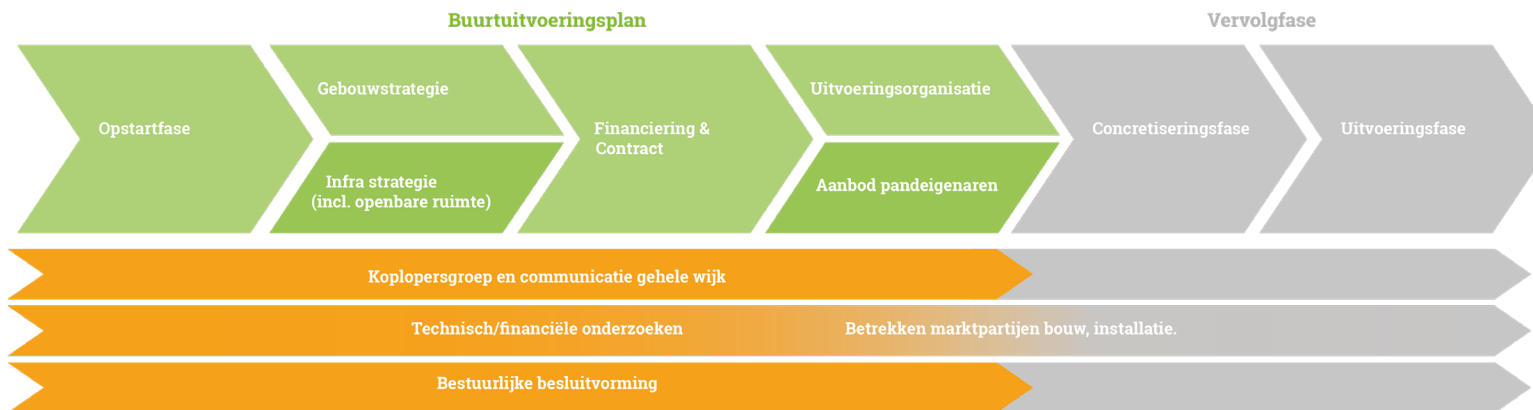 Buurtuitvoeringsplan
Vervolgfase
Opstartfase
Gebouwstrategie
Infra strategie
(incl. openbare ruimte)
Financiering &
Contract
Uitvoeringsorganisatie
Aanbod pandeigenaren
Concretiseringsfase
Uitvoeringsfase
Koplopersgroep en communicatie gehele wijk
Technisch/financiële onderzoeken
Betrekken marktpartijen bouw, installatie.
Bestuurlijke besluitvorming